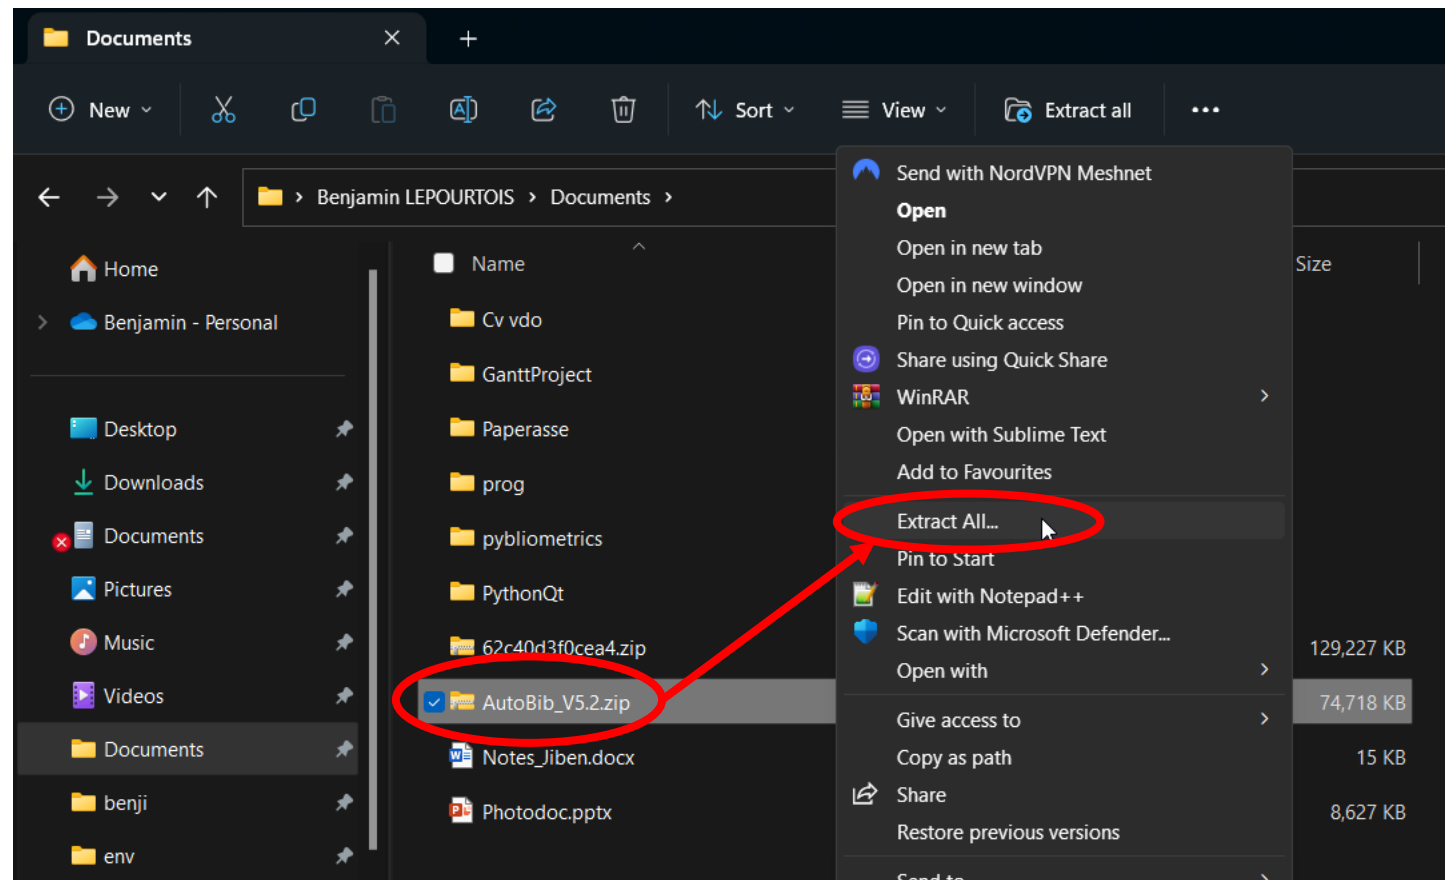 Documents
New
Sort
View
Extract all
Benjamin LEPOURTOIS > Documents >
Home
Benjamin - Personal
Desktop
Downloads
Documents
Pictures
Music
Videos
Documents
benji
env
Name
Size
Cv vdo
GanttProject
Paperasse
prog
pybliometrics
PythonQt
62c40d3f0cea4.zip
129,227 KB
AutoBib_V5.2.zip
74,718 KB
Notes_Jiben.docx
15 KB
Photodoc.pptx
8,627 KB
Send with NordVPN Meshnet
Open
Open in new tab
Open in new window
Pin to Quick access
Share using Quick Share
WinRAR
Open with Sublime Text
Add to Favourites
Extract All...
Pin to Start
Edit with Notepad++
Scan with Microsoft Defender...
Open with
Give access to
Copy as path
Share
Restore previous versions
Send to